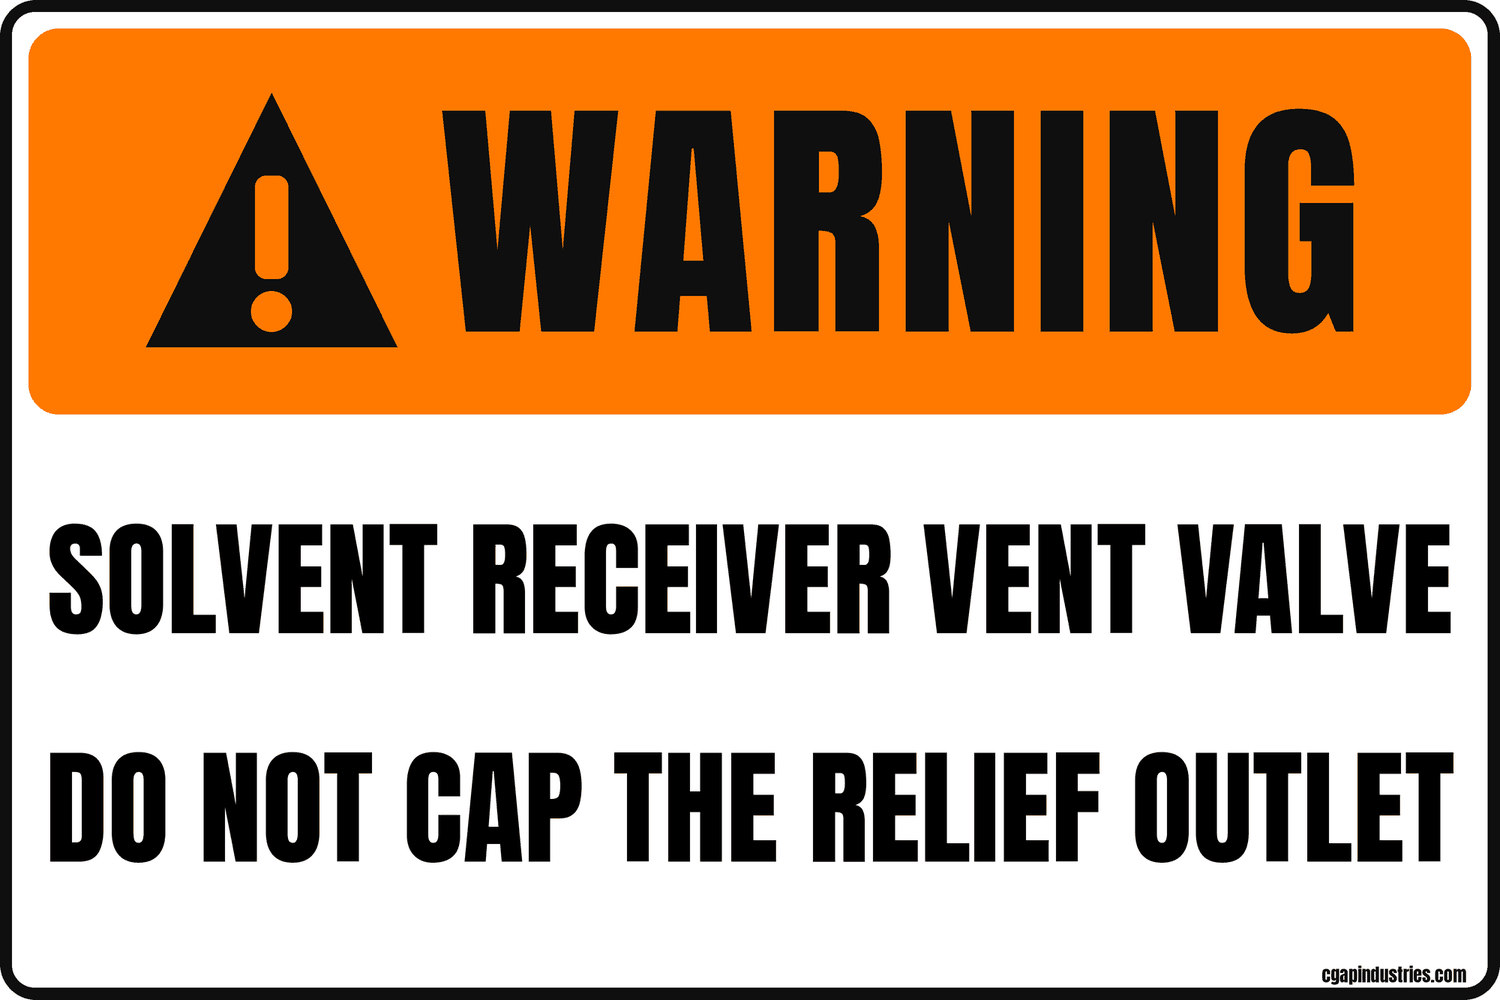 WARNING
SOLVENT RECEIVER VENT VALVE
DO NOT CAP THE RELIEF OUTLET
cgapindustries.com